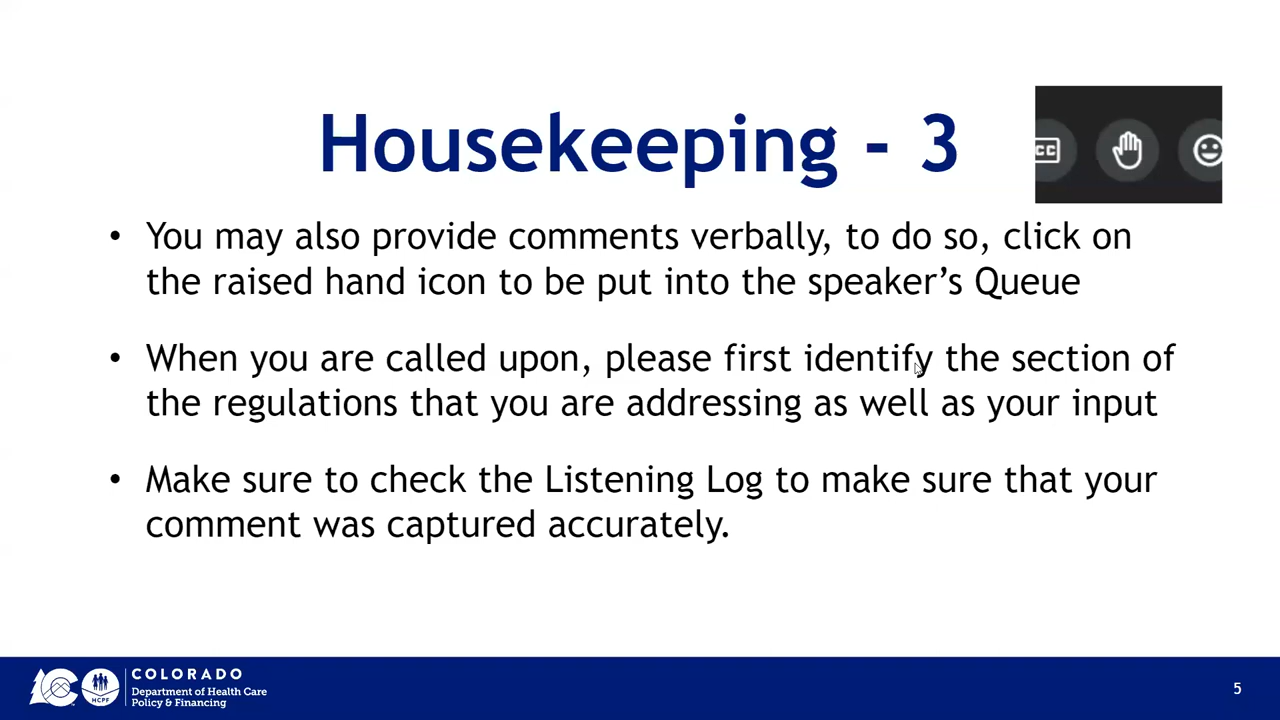 Housekeeping - 3
CC
• You may also provide comments verbally, to do so, click on
the raised hand icon to be put into the speaker’s Queue
• When you are called upon, please first identify the section of
the regulations that you are addressing as well as your input
• Make sure to check the Listening Log to make sure that your
comment was captured accurately.
HCPF
COLORADO
Department of Health Care
Policy & Financing
5